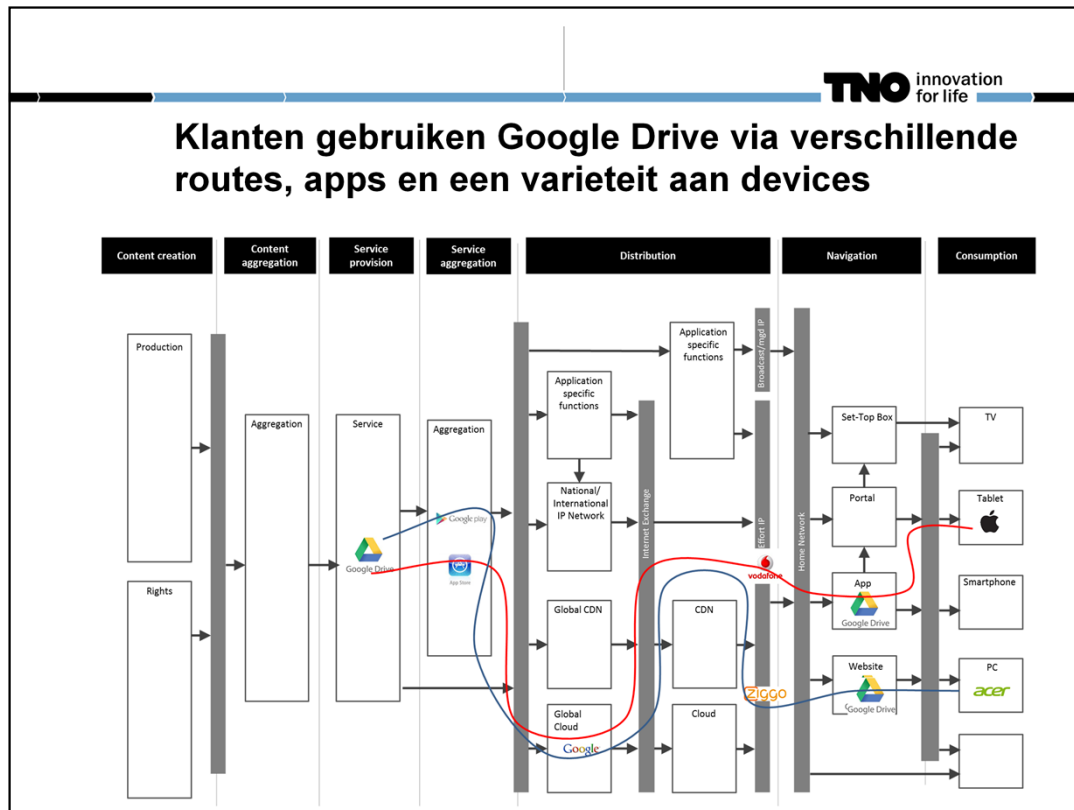 TNO innovation
for life
Klanten gebruiken Google Drive via verschillende
routes, apps en een varieteit aan devices
Content creation
Content
aggregation
Service
provision
Service
aggregation
Distribution
Navigation
Consumption
Production
Rights
Aggregation
Service
Google Drive
Aggregation
Google play
App Store
Application
specific
functions
National/
International
IP Network
Global CDN
Global
Cloud
Google
Internet Exchange
Application
specific
functions
CDN
Cloud
Broadcast/mgd IP
Effort IP
vodafone
ziggo
Home Network
Set-Top Box
Portal
App
Google Drive
Website
Google Drive
TV
Tablet
Smartphone
PC
acer